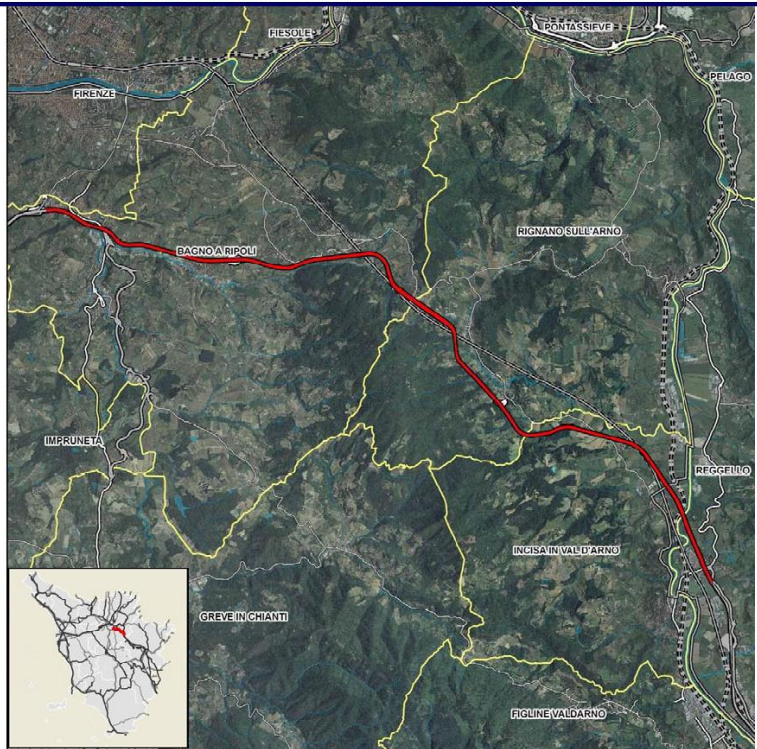 FIESOLE
PONTASSIEVE
PELAGO
FIRENZE
RIGNANO SULL'ARNO
BAGNO A RIPOLI
IMPRUNETA
REGGELLO
INCISA IN VAL D'ARNO
GREVE IN CHIANTI
FIGLINE VALDARNO